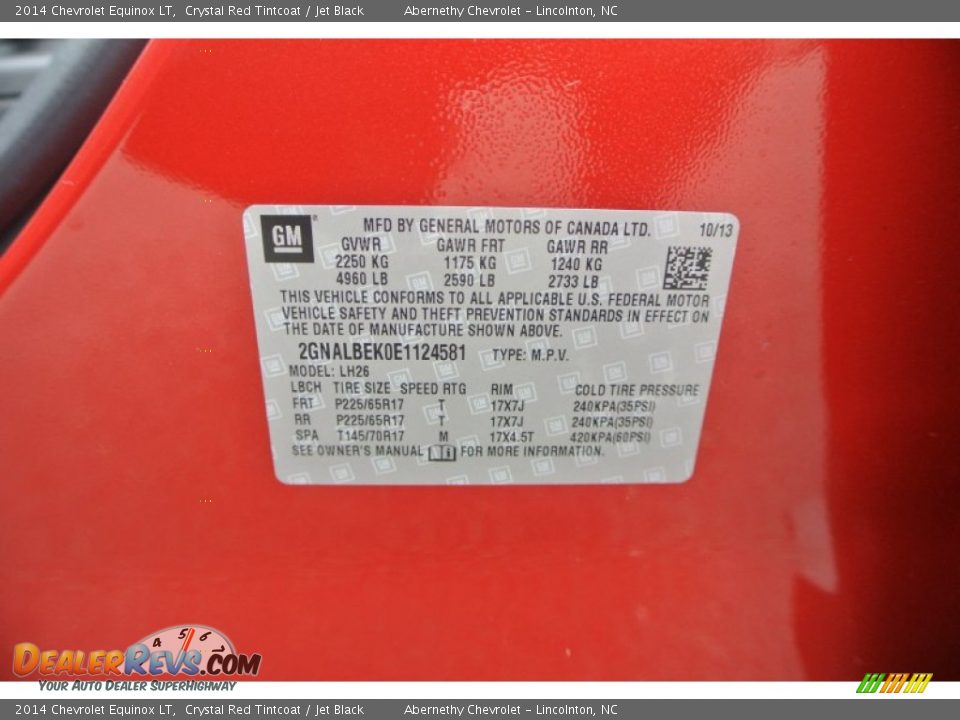 2014 Chevrolet Equinox LT, Crystal Red Tintcoat / Jet Black Abernethy Chevrolet - Lincolnton, NC
GM MFD BY GENERAL MOTORS OF CANADA LTD. 10/13
GVWR GAWR FRT GAWR RR
2250 KG 1175 KG 1240 KG
4960 LB 2590 LB 2733 LB
THIS VEHICLE CONFORMS TO ALL APPLICABLE U.S. FEDERAL MOTOR
VEHICLE SAFETY AND THEFT PREVENTION STANDARDS IN EFFECT ON
THE DATE OF MANUFACTURE SHOWN ABOVE.
2GNALBEK0E1124581 TYPE: M.P.V.
MODEL: LH26
LBCH TIRE SIZE SPEED RTG RIM COLD TIRE PRESSURE
FRT P225/65R17 T 17X7J 240KPA(35PSI)
RR P225/65R17 T 17X7J 240KPA(35PSI)
SPA T145/70R17 M 17X4.5T 420KPA(60PSI)
SEE OWNER'S MANUAL FOR MORE INFORMATION.
4 5 6
DEALERREVS.COM
YOUR AUTO DEALER SUPERHIGHWAY
2014 Chevrolet Equinox LT, Crystal Red Tintcoat / Jet Black Abernethy Chevrolet - Lincolnton, NC